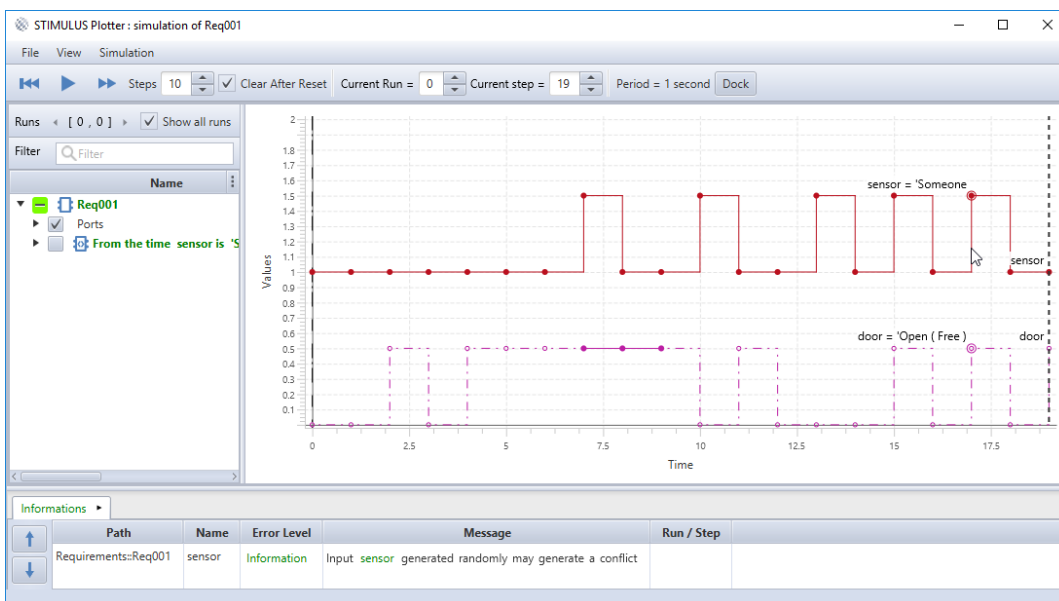 STIMULUS Plotter : simulation of Req001
File View Simulation
Steps 10 Clear After Reset Current Run = 0 Current step = 19 Period = 1 second Dock
Runs [ 0 , 0 ] Show all runs
Filter Filter
Name
Req001
Ports
From the time sensor is 'S
Values
2
1.8
1.7
1.6
1.5
1.4
1.3
1.2
1.1
1
0.9
0.8
0.7
0.6
0.5
0.4
0.3
0.2
0.1
sensor = 'Someone
sensor
door = 'Open ( Free )
door
0 2.5 5 7.5 10 12.5 15 17.5
Time
Informations
Path Name Error Level Message Run / Step
Requirements::Req001 sensor Information Input sensor generated randomly may generate a conflict